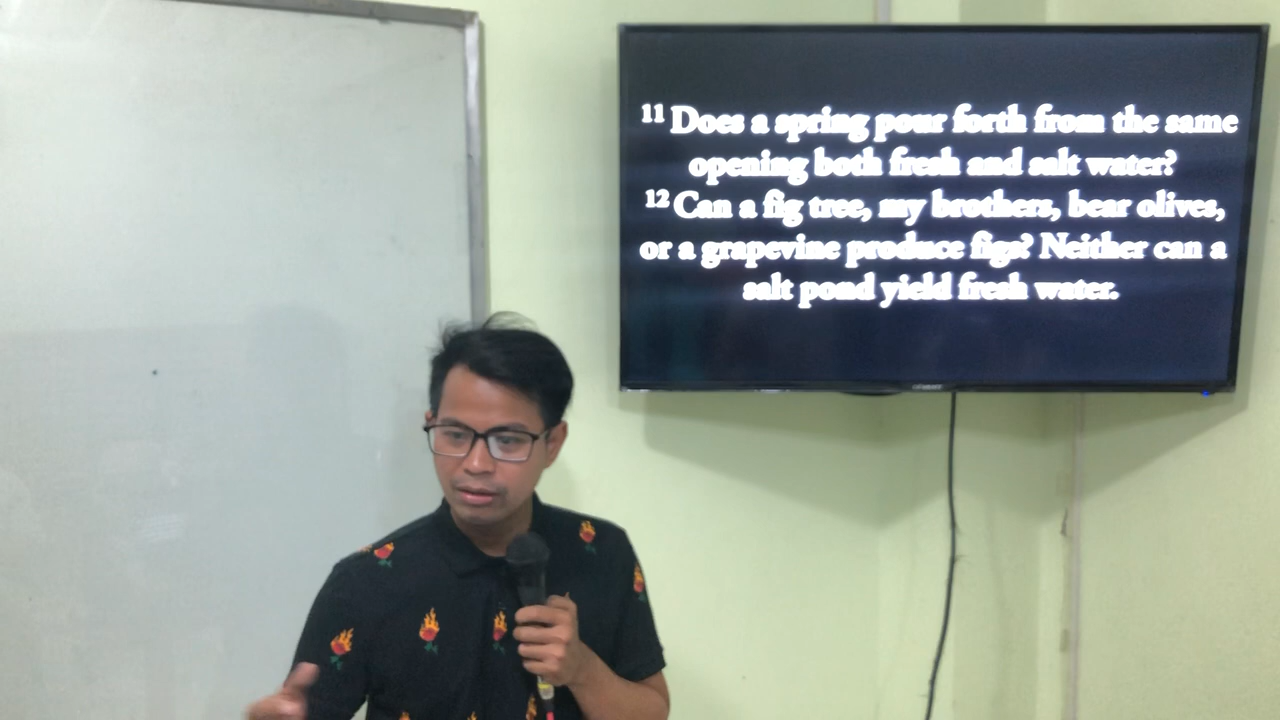 11 Does a spring pour forth from the same
opening both fresh and salt water?
12 Can a fig tree, my brothers, bear olives,
or a grapevine produce figs? Neither can a
salt pond yield fresh water.